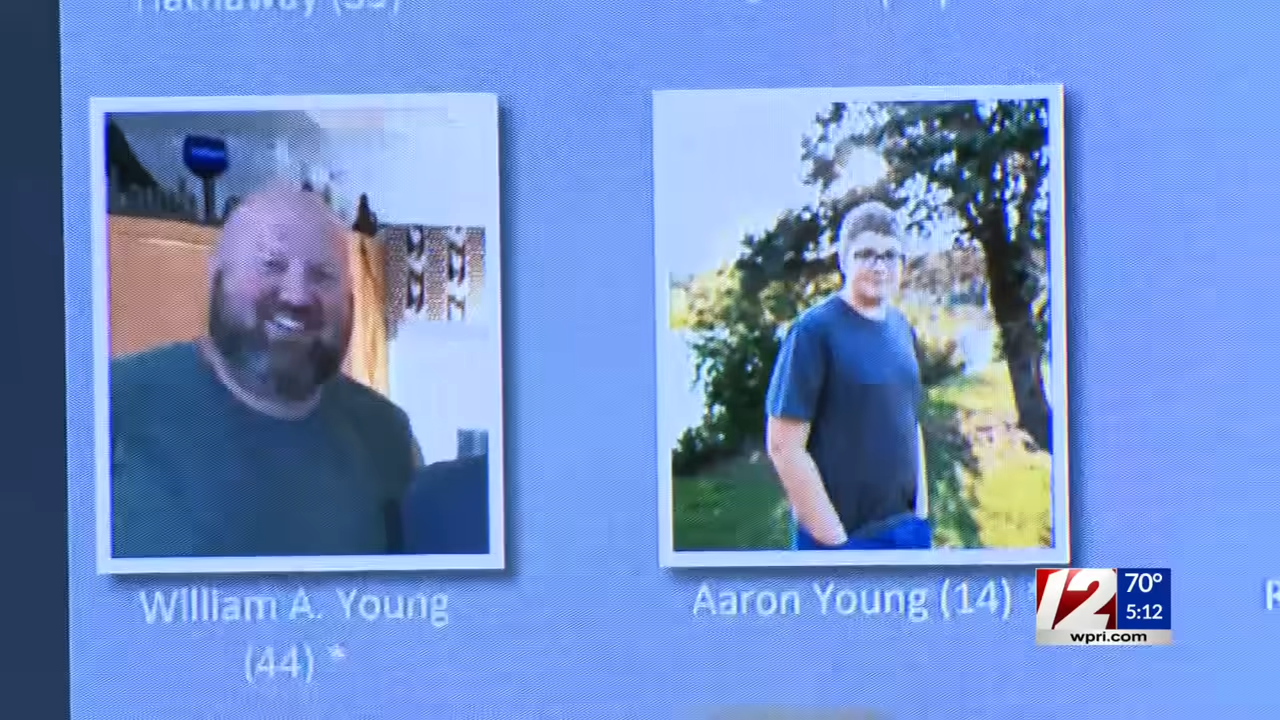 William A. Young
Aaron Young (14) *
(44) *
12
70°
5:12
wpri.com